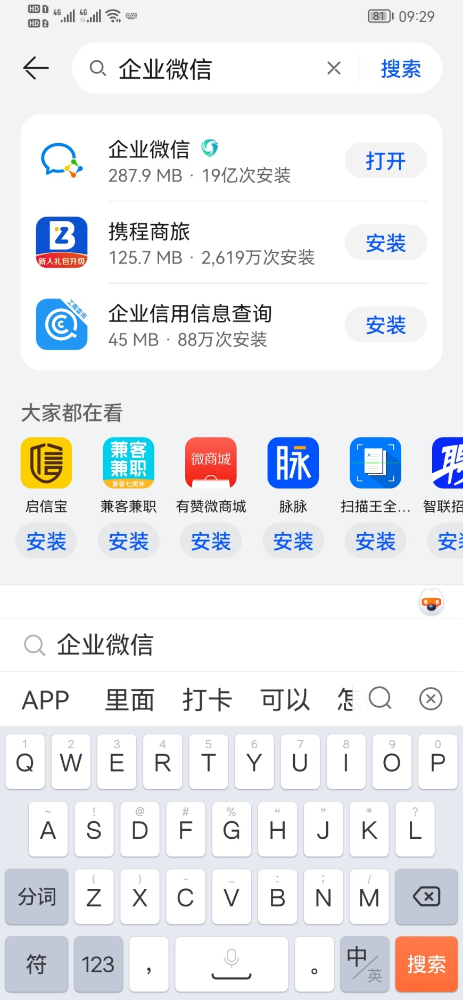 HD 1 4G 4G
HD 2
81 09:29
企业微信 搜索
企业微信
287.9 MB · 19亿次安装
打开
携程商旅
125.7 MB · 2,619万次安装
安装
新人礼包升级
企业信用信息查询
45 MB · 88万次安装
安装
工商查询
大家都在看
信 兼客兼职 兼客七周年 微商城 脉 A 聘
启信宝 兼客兼职 有赞微商城 脉脉 扫描王全... 智联招
安装 安装 安装 安装 安装 安装
企业微信
APP 里面 打卡 可以 怎
1 2 3 4 5 6 7 8 9 0
Q W E R T Y U I O P
~ ! @ # % “ ” * ?
A S D F G H J K L
( ) - _ : ; /
分词 Z X C V B N M
符 123 , 。 中/英 搜索